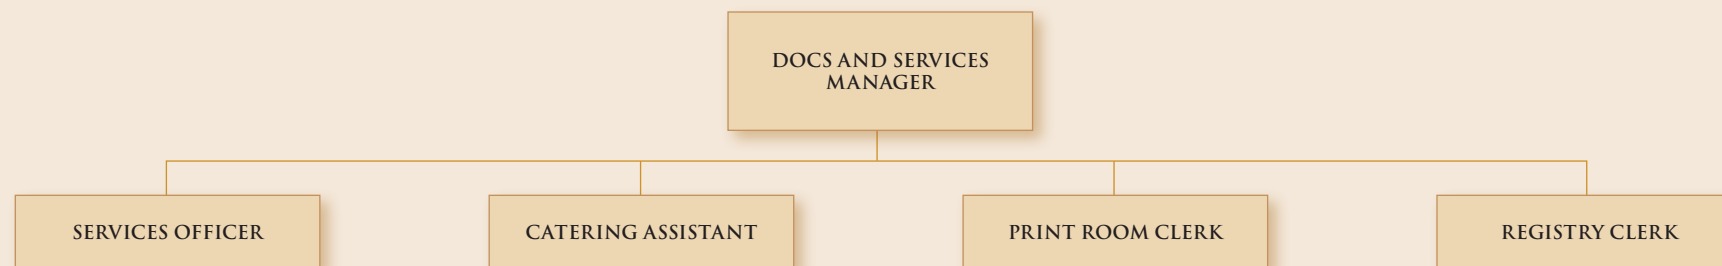 DOCS AND SERVICES
MANAGER
SERVICES OFFICER
CATERING ASSISTANT
PRINT ROOM CLERK
REGISTRY CLERK